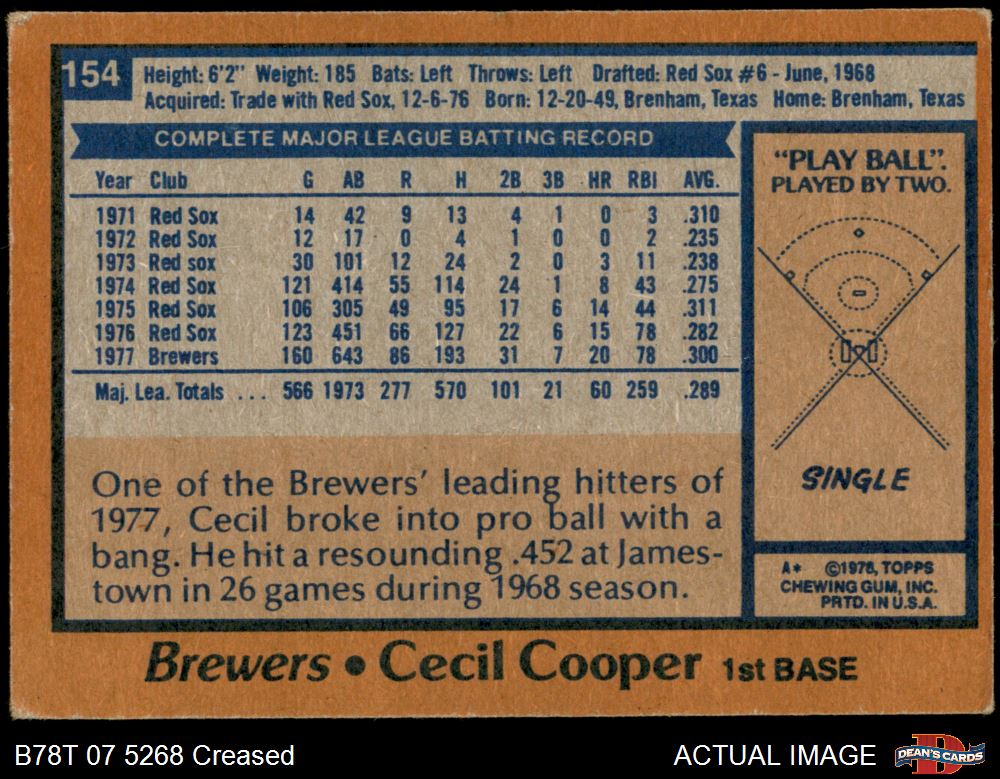 154
Height: 6'2" Weight: 185 Bats: Left Throws: Left Drafted: Red Sox #6 - June, 1968
Acquired: Trade with Red Sox, 12-6-76 Born: 12-20-49, Brenham, Texas Home: Brenham, Texas
COMPLETE MAJOR LEAGUE BATTING RECORD
Year Club G AB R H 2B 3B HR RBI AVG.
1971 Red Sox 14 42 9 13 4 1 0 3 .310
1972 Red Sox 12 17 0 4 1 0 0 2 .235
1973 Red sox 30 101 12 24 2 0 3 11 .238
1974 Red Sox 121 414 55 114 24 1 8 43 .275
1975 Red Sox 106 305 49 95 17 6 14 44 .311
1976 Red Sox 123 451 66 127 22 6 15 78 .282
1977 Brewers 160 643 86 193 31 7 20 78 .300
Maj. Lea. Totals ... 566 1973 277 570 101 21 60 259 .289
One of the Brewers' leading hitters of
1977, Cecil broke into pro ball with a
bang. He hit a resounding .452 at James-
town in 26 games during 1968 season.
"PLAY BALL".
PLAYED BY TWO.
SINGLE
A* ©1978, TOPPS
CHEWING GUM, INC.
PRTD. IN U.S.A.
Brewers • Cecil Cooper 1st BASE
B78T 07 5268 Creased
ACTUAL IMAGE
D
DEAN'S CARDS